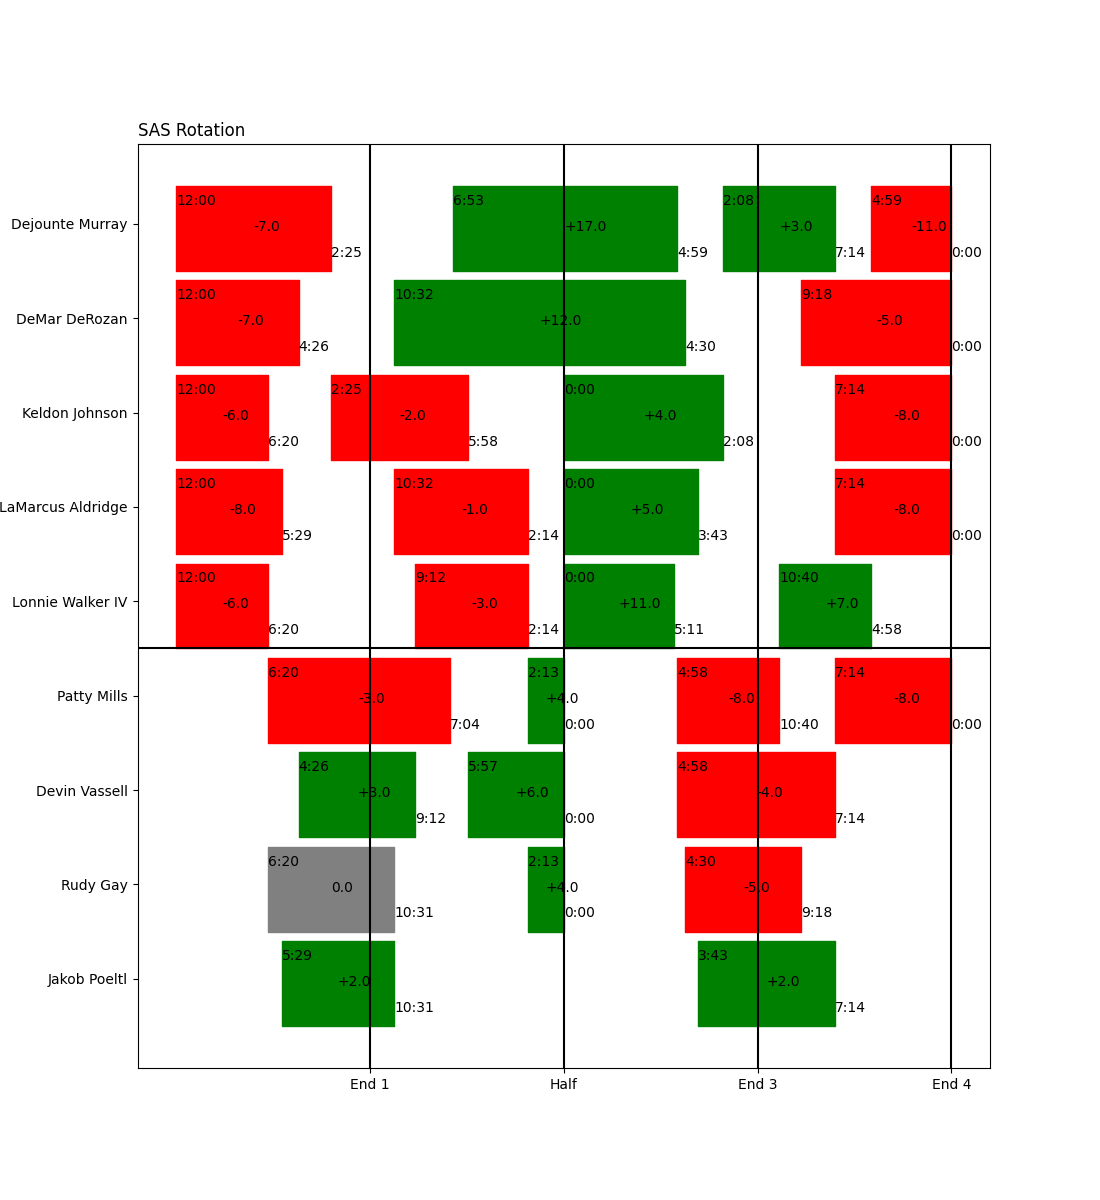 SAS Rotation
Dejounte Murray
12:00 -7.0 2:25
6:53 +17.0 4:59
2:08 +3.0 7:14
4:59 -11.0 0:00
DeMar DeRozan
12:00 -7.0 4:26
10:32 +12.0 4:30
9:18 -5.0 0:00
Keldon Johnson
12:00 -6.0 6:20
2:25 -2.0 5:58
0:00 +4.0 2:08
7:14 -8.0 0:00
LaMarcus Aldridge
12:00 -8.0 5:29
10:32 -1.0 2:14
0:00 +5.0 3:43
7:14 -8.0 0:00
Lonnie Walker IV
12:00 -6.0 6:20
9:12 -3.0 2:14
0:00 +11.0 5:11
10:40 +7.0 4:58
Patty Mills
6:20 -3.0 7:04
2:13 +4.0 0:00
4:58 -8.0 10:40
7:14 -8.0 0:00
Devin Vassell
4:26 +3.0 9:12
5:57 +6.0 0:00
4:58 -4.0 7:14
Rudy Gay
6:20 0.0 10:31
2:13 +4.0 0:00
4:30 -5.0 9:18
Jakob Poeltl
5:29 +2.0 10:31
3:43 +2.0 7:14
End 1 Half End 3 End 4